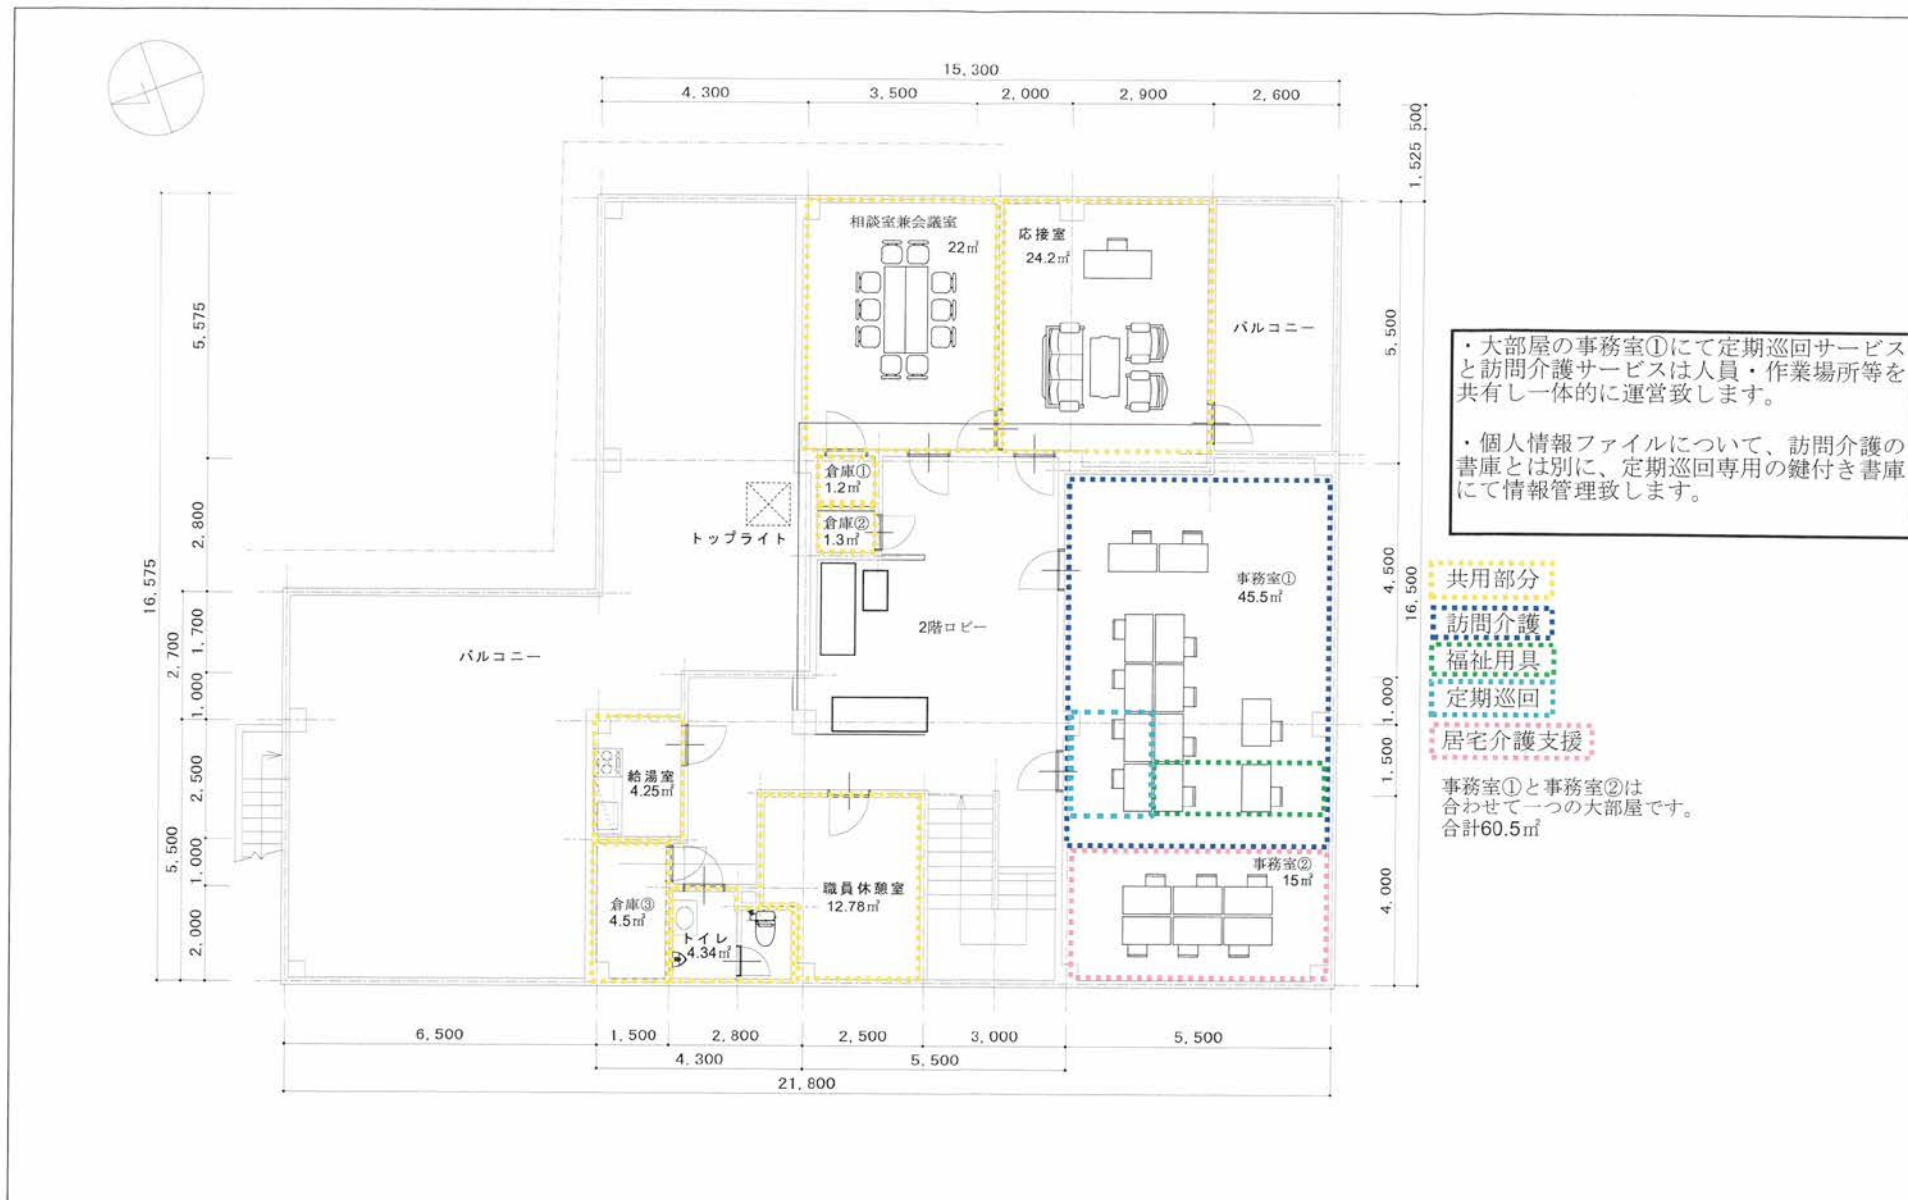 15,300
4,300
3,500
2,000
2,900
2,600
1,525
500
相談室兼会議室
22㎡
応接室
24.2㎡
バルコニー
5,575
5,500
・大部屋の事務室①にて定期巡回サービス
と訪問介護サービスは人員・作業場所等を
共有し一体的に運営致します。
・個人情報ファイルについて、訪問介護の
書庫とは別に、定期巡回専用の鍵付き書庫
にて情報管理致します。
倉庫①
1.2㎡
倉庫②
1.3㎡
トップライト
2,800
16,575
事務室①
45.5㎡
4,500
16,500
共用部分
訪問介護
福祉用具
定期巡回
居宅介護支援
2階ロビー
バルコニー
2,700
1,700
1,000
1,000
1,500
給湯室
4.25㎡
2,500
5,500
1,000
2,000
事務室①と事務室②は
合わせて一つの大部屋です。
合計60.5㎡
事務室②
15㎡
4,000
職員休憩室
12.78㎡
倉庫③
4.5㎡
トイレ
4.34㎡
6,500
1,500
2,800
2,500
3,000
5,500
4,300
5,500
21,800